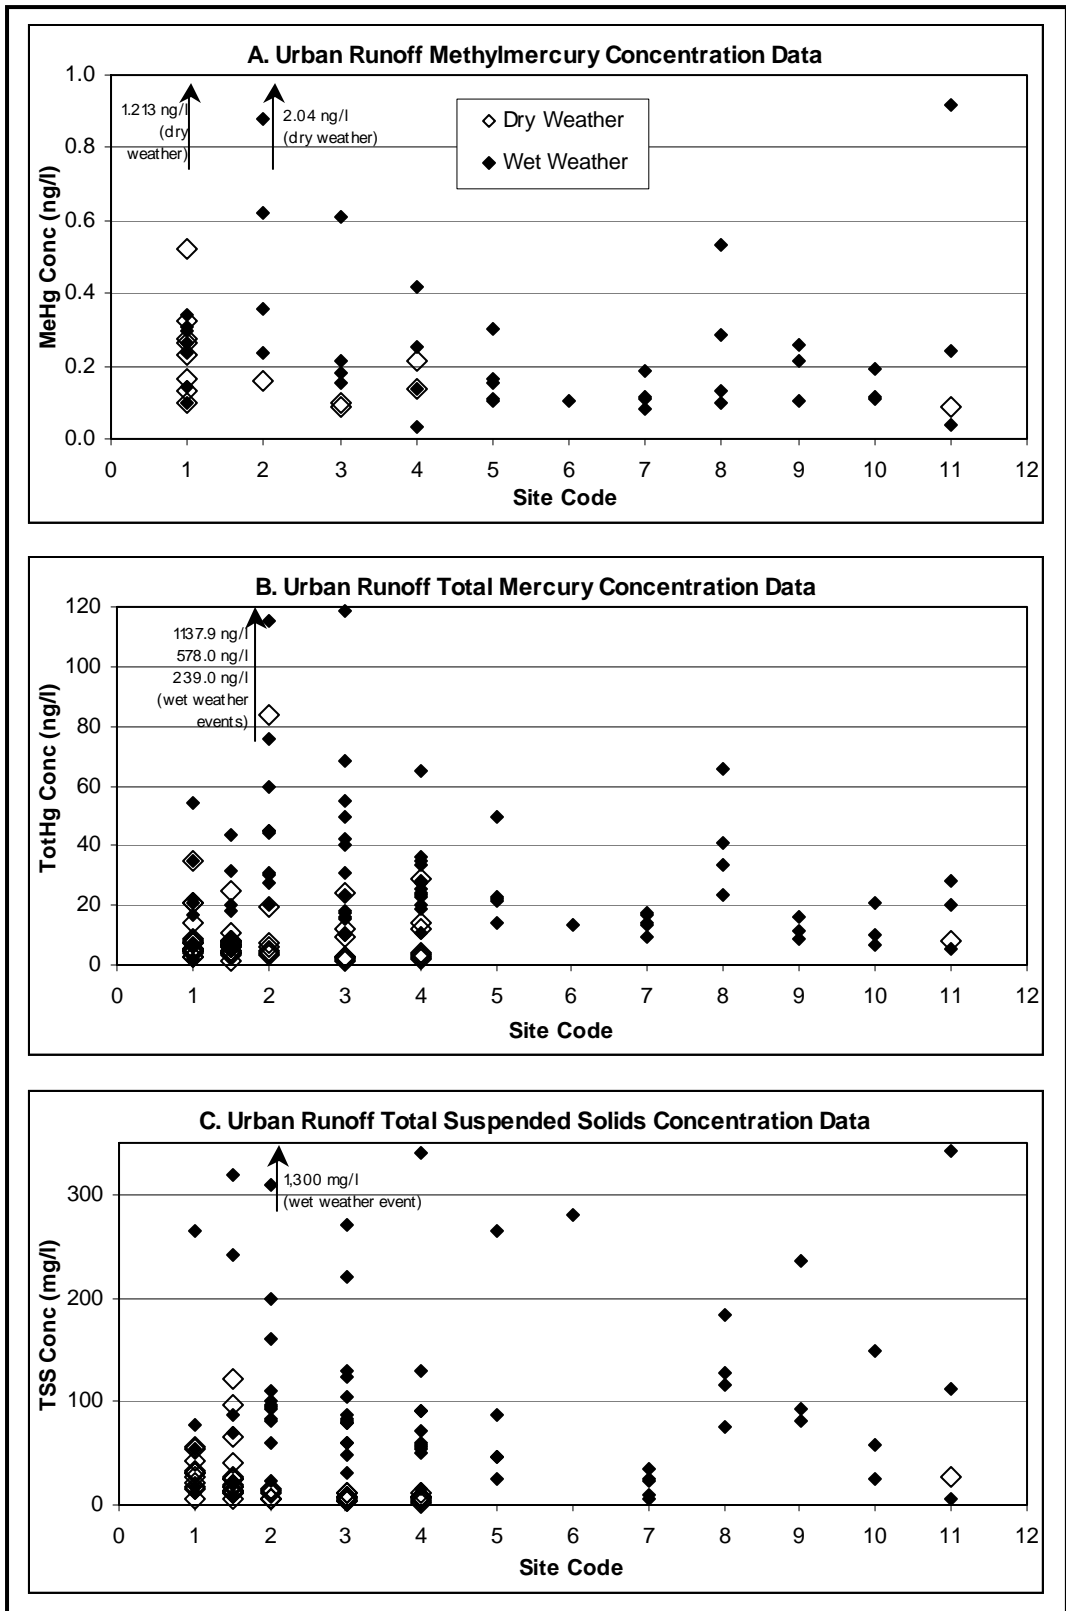 A. Urban Runoff Methylmercury Concentration Data
1.0
0.8
0.6
0.4
0.2
0.0
MeHg Conc (ng/l)
1.213 ng/l
(dry
weather)
2.04 ng/l
(dry weather)
Dry Weather
Wet Weather
0 1 2 3 4 5 6 7 8 9 10 11 12
Site Code
B. Urban Runoff Total Mercury Concentration Data
120
100
80
60
40
20
0
TotHg Conc (ng/l)
1137.9 ng/l
578.0 ng/l
239.0 ng/l
(wet weather
events)
0 1 2 3 4 5 6 7 8 9 10 11 12
Site Code
C. Urban Runoff Total Suspended Solids Concentration Data
300
200
100
0
TSS Conc (mg/l)
1,300 mg/l
(wet weather event)
0 1 2 3 4 5 6 7 8 9 10 11 12
Site Code